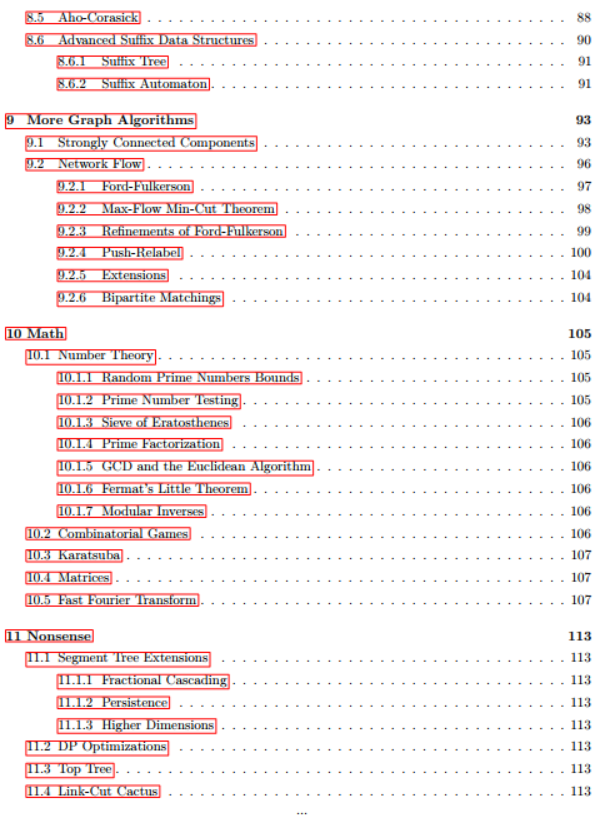 8.5 Aho-Corasick . . . . . . . . . . . . . . . . . . . . . . . . . . . . . . . . 88
8.6 Advanced Suffix Data Structures . . . . . . . . . . . . . . . . . . . . . . . . 90
8.6.1 Suffix Tree . . . . . . . . . . . . . . . . . . . . . . . . . . . . . . 91
8.6.2 Suffix Automaton . . . . . . . . . . . . . . . . . . . . . . . . . . . 91
9 More Graph Algorithms 93
9.1 Strongly Connected Components . . . . . . . . . . . . . . . . . . . . . . . . 93
9.2 Network Flow . . . . . . . . . . . . . . . . . . . . . . . . . . . . . . . . 96
9.2.1 Ford-Fulkerson . . . . . . . . . . . . . . . . . . . . . . . . . . . . 97
9.2.2 Max-Flow Min-Cut Theorem . . . . . . . . . . . . . . . . . . . . . . 98
9.2.3 Refinements of Ford-Fulkerson . . . . . . . . . . . . . . . . . . . . . 99
9.2.4 Push-Relabel . . . . . . . . . . . . . . . . . . . . . . . . . . . . . 100
9.2.5 Extensions . . . . . . . . . . . . . . . . . . . . . . . . . . . . . . 104
9.2.6 Bipartite Matchings . . . . . . . . . . . . . . . . . . . . . . . . . . 104
10 Math 105
10.1 Number Theory . . . . . . . . . . . . . . . . . . . . . . . . . . . . . . . 105
10.1.1 Random Prime Numbers Bounds . . . . . . . . . . . . . . . . . . . . 105
10.1.2 Prime Number Testing . . . . . . . . . . . . . . . . . . . . . . . . . 105
10.1.3 Sieve of Eratosthenes . . . . . . . . . . . . . . . . . . . . . . . . . 106
10.1.4 Prime Factorization . . . . . . . . . . . . . . . . . . . . . . . . . . 106
10.1.5 GCD and the Euclidean Algorithm . . . . . . . . . . . . . . . . . . . 106
10.1.6 Fermat's Little Theorem . . . . . . . . . . . . . . . . . . . . . . . . 106
10.1.7 Modular Inverses . . . . . . . . . . . . . . . . . . . . . . . . . . . 106
10.2 Combinatorial Games . . . . . . . . . . . . . . . . . . . . . . . . . . . . 106
10.3 Karatsuba . . . . . . . . . . . . . . . . . . . . . . . . . . . . . . . . . 107
10.4 Matrices . . . . . . . . . . . . . . . . . . . . . . . . . . . . . . . . . . 107
10.5 Fast Fourier Transform . . . . . . . . . . . . . . . . . . . . . . . . . . . 107
11 Nonsense 113
11.1 Segment Tree Extensions . . . . . . . . . . . . . . . . . . . . . . . . . . 113
11.1.1 Fractional Cascading . . . . . . . . . . . . . . . . . . . . . . . . . 113
11.1.2 Persistence . . . . . . . . . . . . . . . . . . . . . . . . . . . . . . 113
11.1.3 Higher Dimensions . . . . . . . . . . . . . . . . . . . . . . . . . . 113
11.2 DP Optimizations . . . . . . . . . . . . . . . . . . . . . . . . . . . . . . 113
11.3 Top Tree . . . . . . . . . . . . . . . . . . . . . . . . . . . . . . . . . . 113
11.4 Link-Cut Cactus . . . . . . . . . . . . . . . . . . . . . . . . . . . . . . 113
...